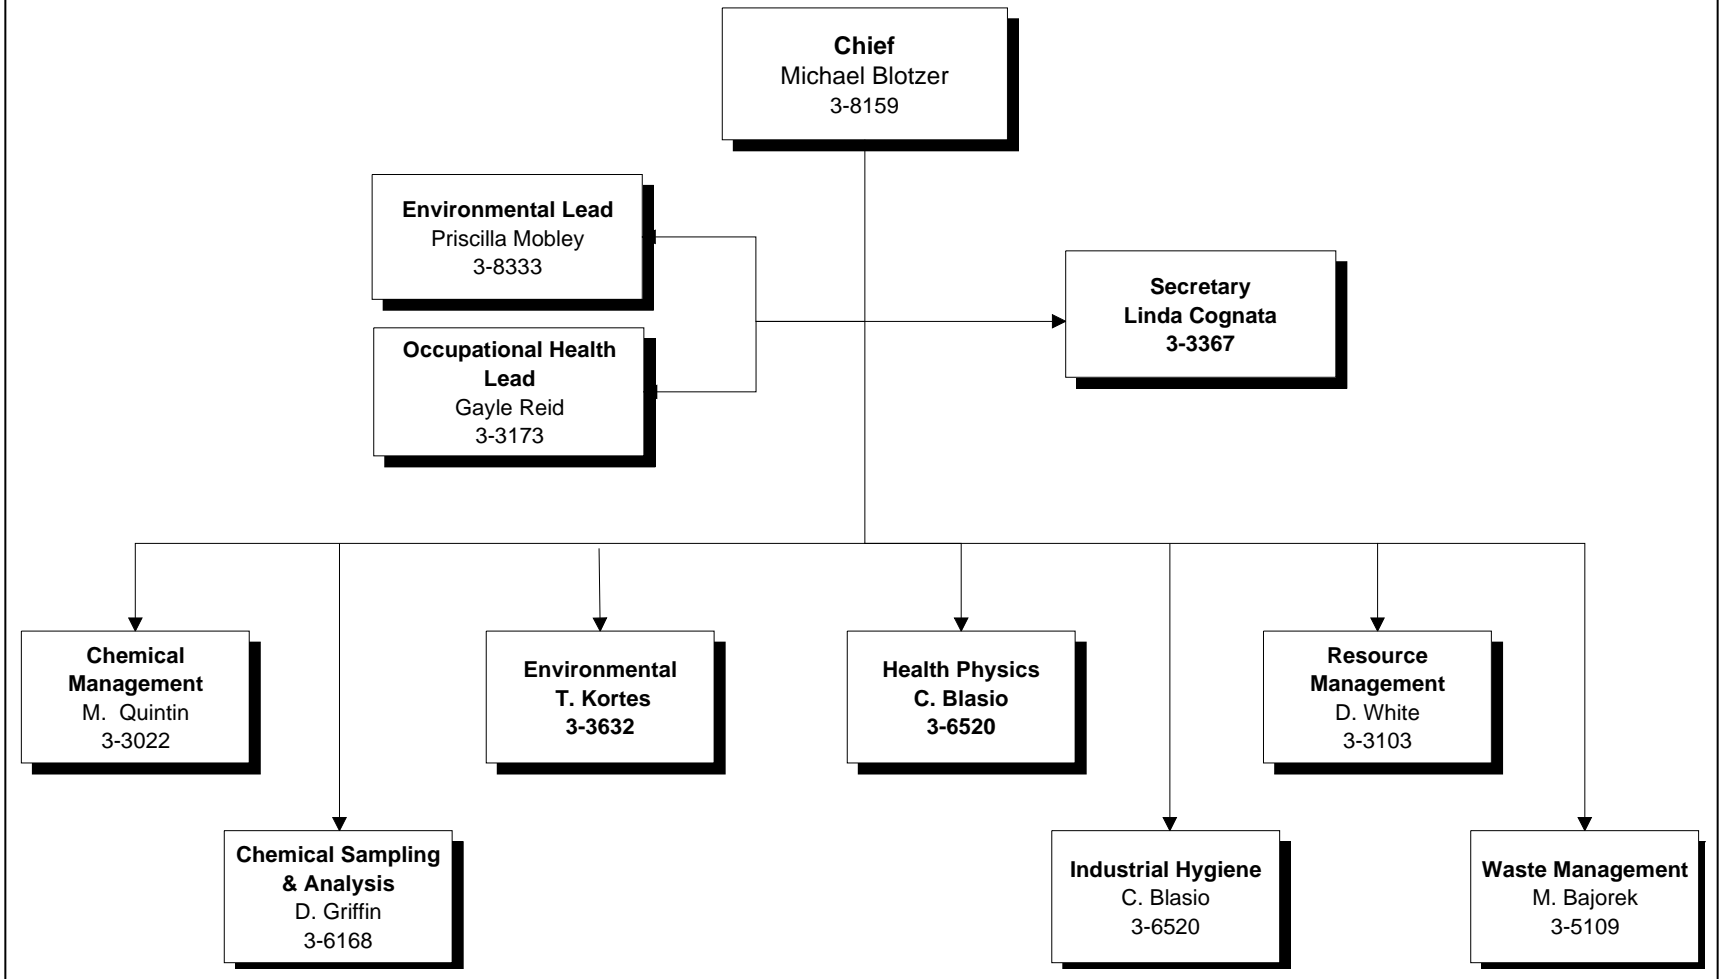 Chief
Michael Blotzer
3-8159
Environmental Lead
Priscilla Mobley
3-8333
Secretary
Linda Cognata
3-3367
Occupational Health
Lead
Gayle Reid
3-3173
Chemical
Management
M. Quintin
3-3022
Environmental
T. Kortes
3-3632
Health Physics
C. Blasio
3-6520
Resource
Management
D. White
3-3103
Chemical Sampling
& Analysis
D. Griffin
3-6168
Industrial Hygiene
C. Blasio
3-6520
Waste Management
M. Bajorek
3-5109